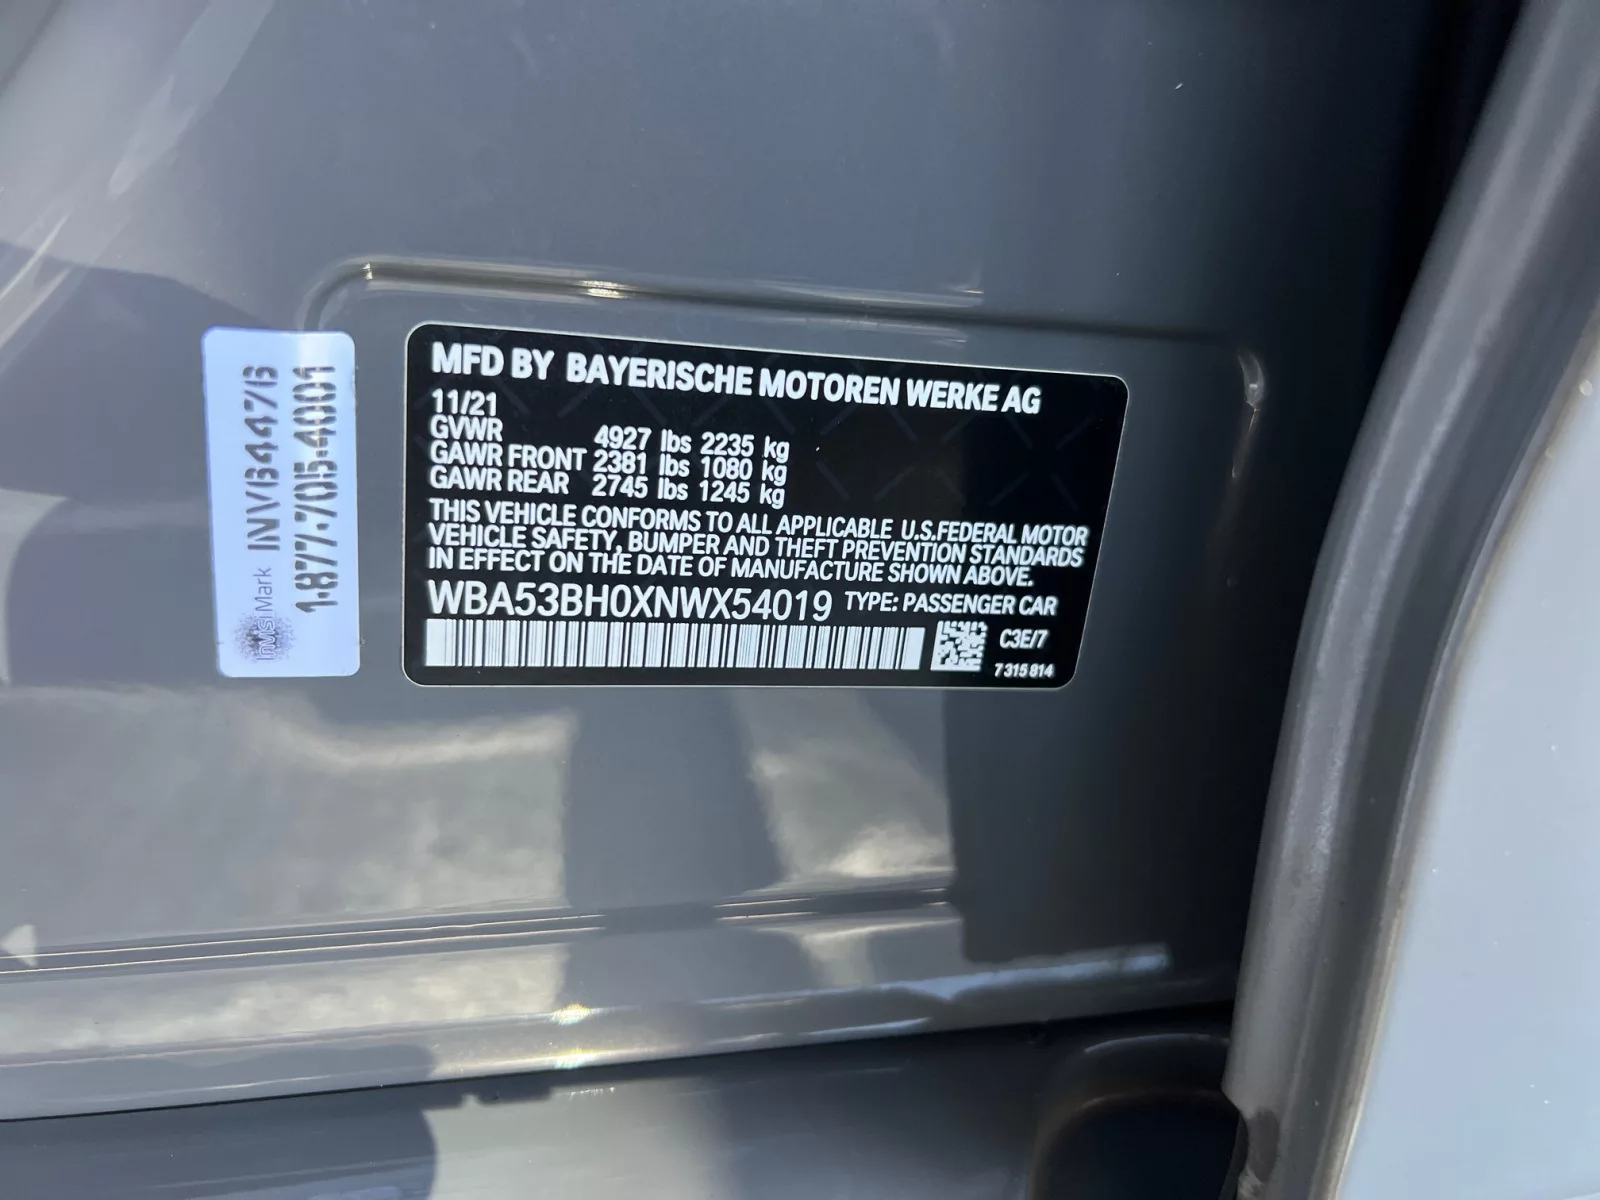 InVisiMark INVB4471B
1-877-705-4001
MFD BY BAYERISCHE MOTOREN WERKE AG
11/21
GVWR 4927 lbs 2235 kg
GAWR FRONT 2381 lbs 1080 kg
GAWR REAR 2745 lbs 1245 kg
THIS VEHICLE CONFORMS TO ALL APPLICABLE U.S.FEDERAL MOTOR
VEHICLE SAFETY, BUMPER AND THEFT PREVENTION STANDARDS
IN EFFECT ON THE DATE OF MANUFACTURE SHOWN ABOVE.
WBA53BH0XNWX54019 TYPE: PASSENGER CAR
C3E/7
7 315 814